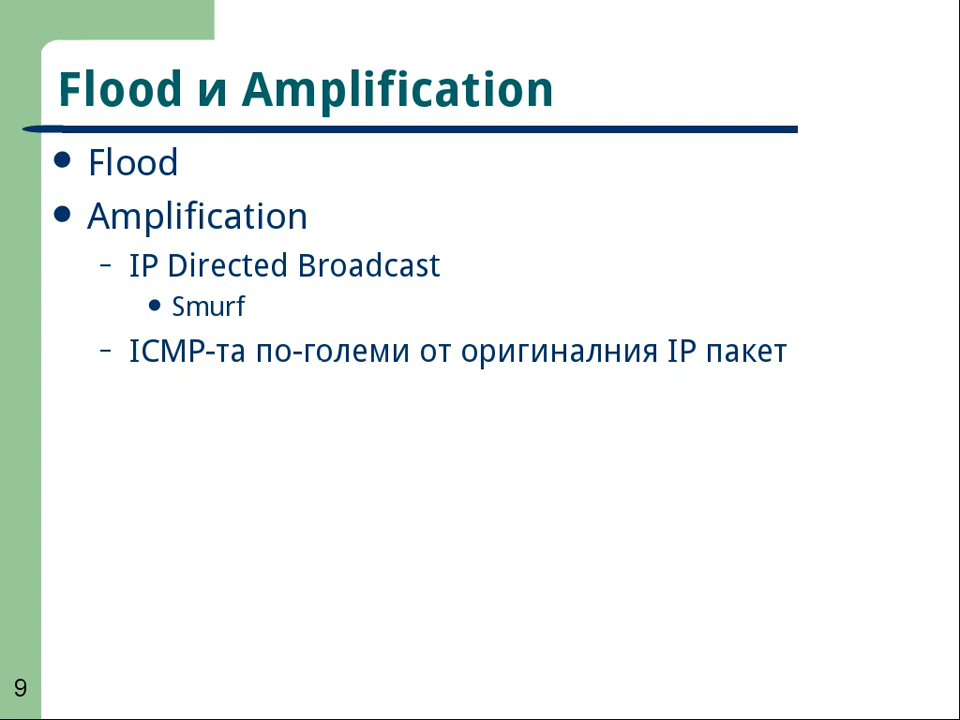 Flood и Amplification
● Flood
● Amplification
– IP Directed Broadcast
● Smurf
– ICMP-та по-големи от оригиналния IP пакет
9